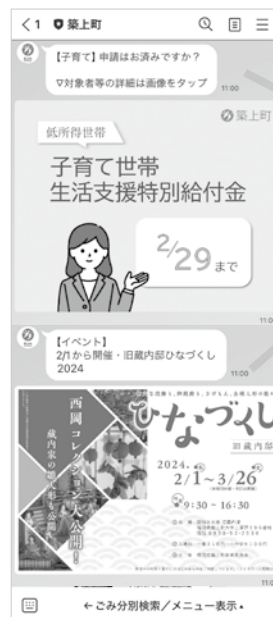 1 築上町
【子育て】申請はお済みですか？
▽対象者等の詳細は画像をタップ
11:00
築上町
低所得世帯
子育て世帯
生活支援特別給付金
2/29まで
【イベント】
2/1から開催・旧蔵内邸ひなづくし
2024
11:00
西岡コレクション大公開！
蔵内家の雛人形も公開！
ひなづくし
旧蔵内邸
2024.
2/1~3/26
9:30 - 16:30
←ごみ分別検索/メニュー表示▲